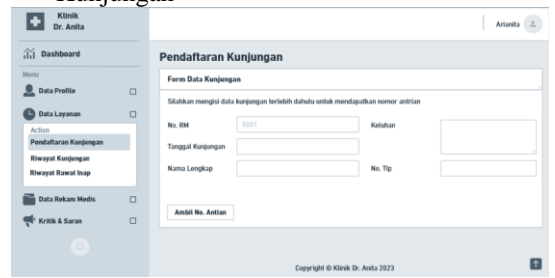 Kunjungan
Klinik
Dr. Anita
Arianita
Dashboard
Pendaftaran Kunjungan
Menu
Form Data Kunjungan
Data Profile
Silahkan mengisi data kunjungan terlebih dahulu untuk mendapatkan nomor antrian
Data Layanan
No. RM
0001
Keluhan
Action
Pendaftaran Kunjungan
Tanggal Kunjungan
Riwayat Kunjungan
Nama Lengkap
No. Tlp
Riwayat Rawat Inap
Data Rekam Medis
Ambil No. Antian
Kritik & Saran
Copyright © Klinik Dr. Anita 2023